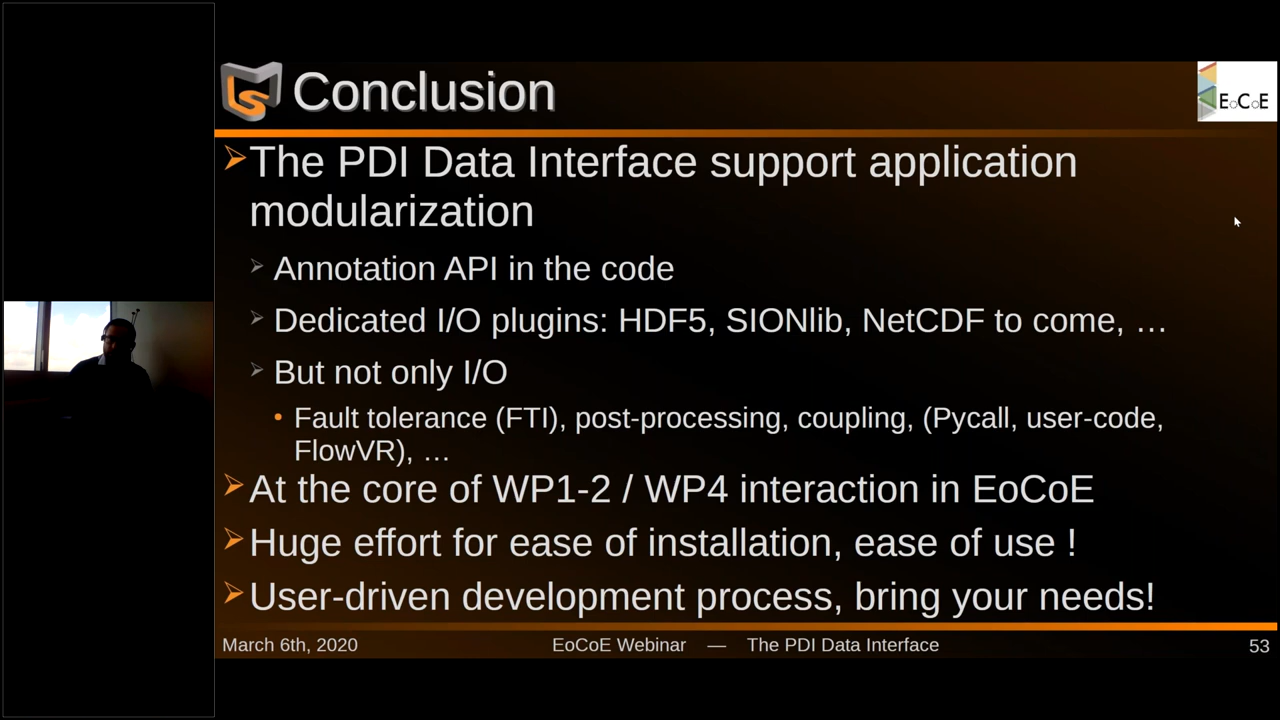 Conclusion
EoCoE
The PDI Data Interface support application
modularization
Annotation API in the code
Dedicated I/O plugins: HDF5, SIONlib, NetCDF to come, …
But not only I/O
Fault tolerance (FTI), post-processing, coupling, (Pycall, user-code,
FlowVR), …
At the core of WP1-2 / WP4 interaction in EoCoE
Huge effort for ease of installation, ease of use !
User-driven development process, bring your needs!
March 6th, 2020
EoCoE Webinar — The PDI Data Interface
53